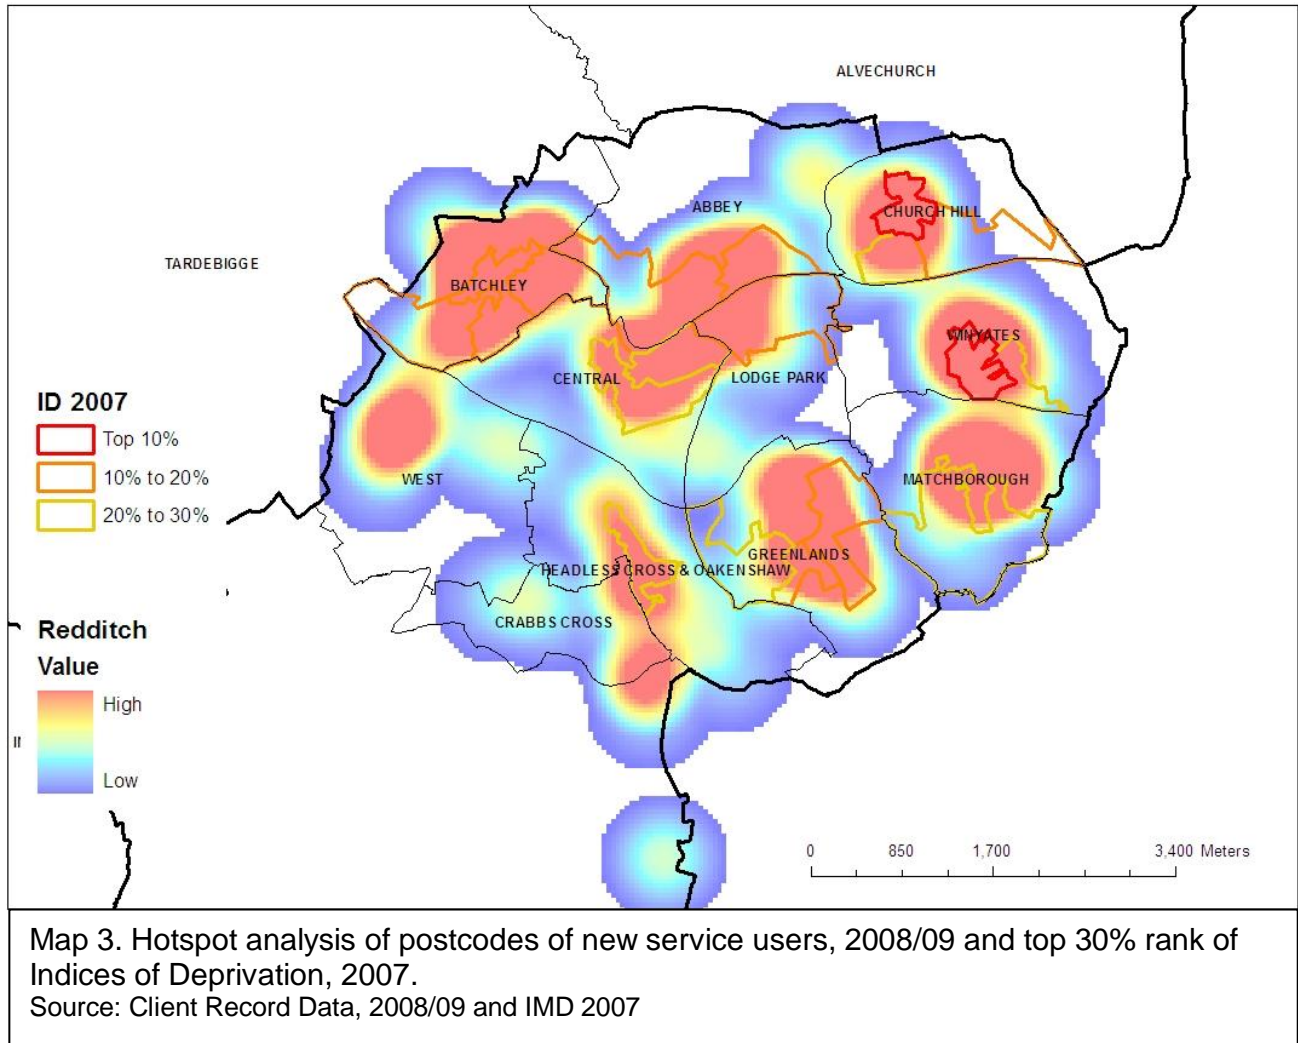 ALVECHURCH
ABBEY
CHURCH HILL
TARDEBIGGE
BATCHLEY
WINYATES
CENTRAL
LODGE PARK
WEST
MATCHBOROUGH
GREENLANDS
HEADLESS CROSS & OAKENSHAW
CRABBS CROSS
ID 2007
Top 10%
10% to 20%
20% to 30%
Redditch
Value
High
Low
0 850 1,700 3,400 Meters
Map 3. Hotspot analysis of postcodes of new service users, 2008/09 and top 30% rank of
Indices of Deprivation, 2007.
Source: Client Record Data, 2008/09 and IMD 2007